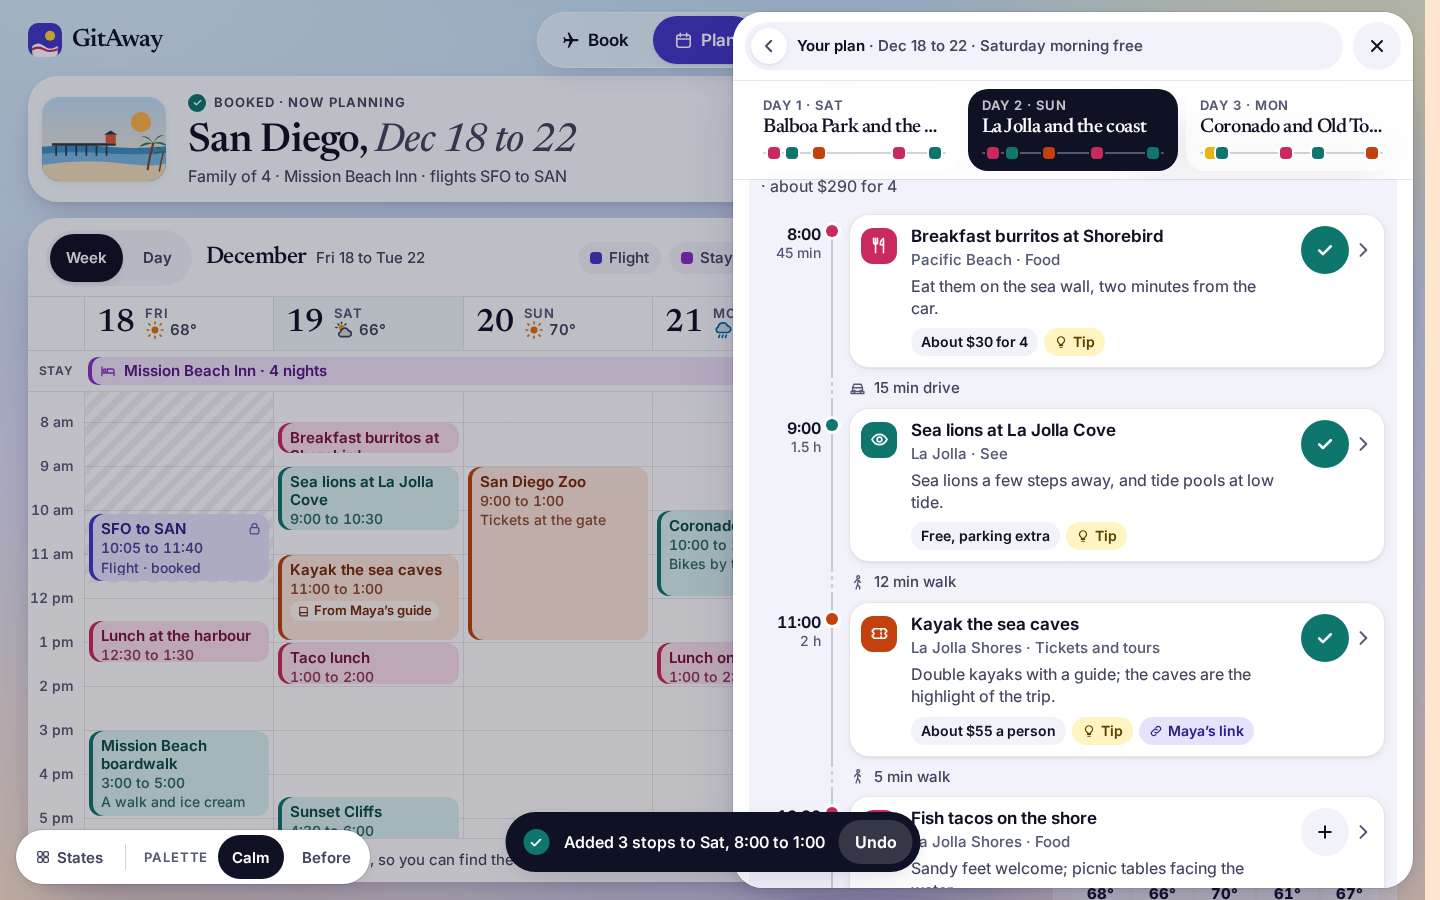 GitAway
Book
Plan
BOOKED · NOW PLANNING
San Diego, Dec 18 to 22
Family of 4 · Mission Beach Inn · flights SFO to SAN
Week
Day
December Fri 18 to Tue 22
Flight
Stay
18 FRI 68°
19 SAT 66°
20 SUN 70°
21
STAY
Mission Beach Inn · 4 nights
8 am
9 am
10 am
11 am
12 pm
1 pm
2 pm
3 pm
4 pm
5 pm
SFO to SAN
10:05 to 11:40
Flight · booked
Lunch at the harbour
12:30 to 1:30
Mission Beach
boardwalk
3:00 to 5:00
A walk and ice cream
Breakfast burritos at
Sea lions at La Jolla
Cove
9:00 to 10:30
Kayak the sea caves
11:00 to 1:00
From Maya's guide
Taco lunch
1:00 to 2:00
Sunset Cliffs
4:30 to 6:00
San Diego Zoo
9:00 to 1:00
Tickets at the gate
Coronado
10:00 to
Bikes by
Lunch on
1:00 to
, so you can find the
States
PALETTE
Calm
Before
Your plan · Dec 18 to 22 · Saturday morning free
DAY 1 · SAT
Balboa Park and the ...
DAY 2 · SUN
La Jolla and the coast
DAY 3 · MON
Coronado and Old To...
· about $290 for 4
8:00
45 min
Breakfast burritos at Shorebird
Pacific Beach · Food
Eat them on the sea wall, two minutes from the
car.
About $30 for 4
Tip
15 min drive
9:00
1.5 h
Sea lions at La Jolla Cove
La Jolla · See
Sea lions a few steps away, and tide pools at low
tide.
Free, parking extra
Tip
12 min walk
11:00
2 h
Kayak the sea caves
La Jolla Shores · Tickets and tours
Double kayaks with a guide; the caves are the
highlight of the trip.
About $55 a person
Tip
Maya's link
5 min walk
Fish tacos on the shore
La Jolla Shores · Food
Sandy feet welcome; picnic tables facing the
Added 3 stops to Sat, 8:00 to 1:00
Undo
68° 66° 70° 61° 67°